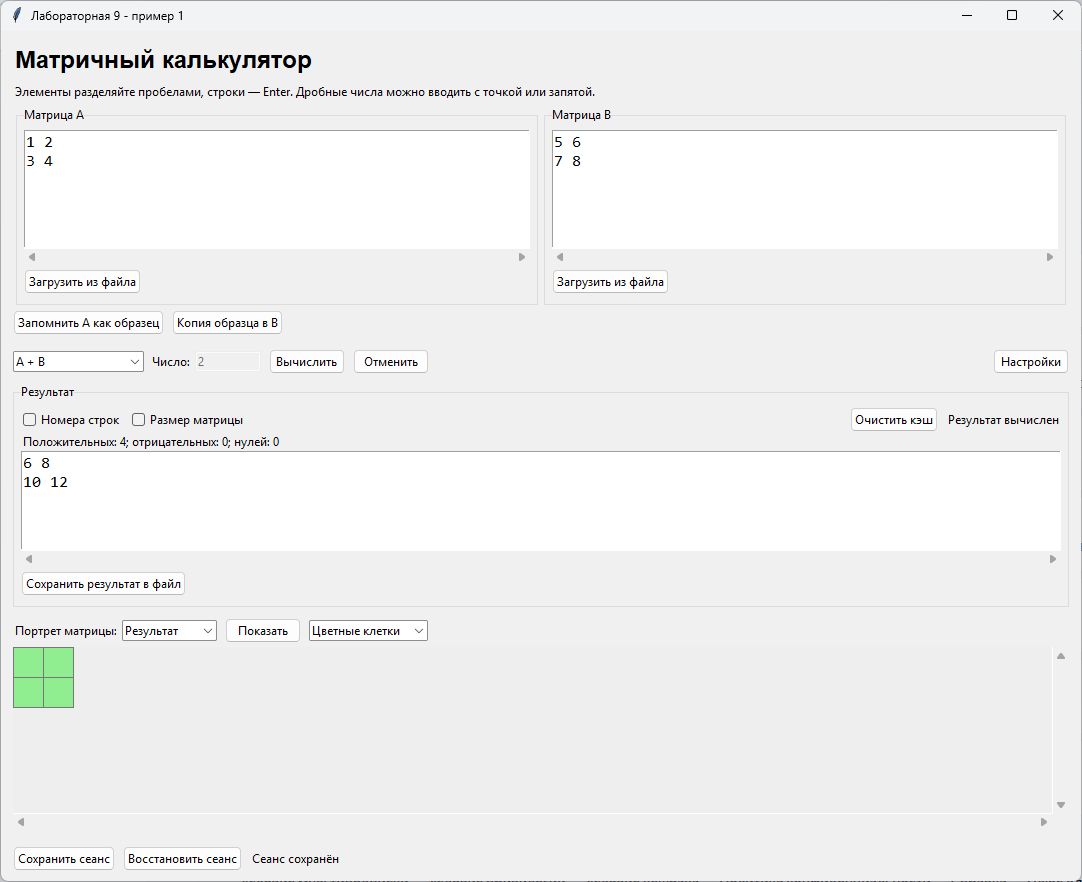 Лабораторная 9 - пример 1
Матричный калькулятор
Элементы разделяйте пробелами, строки — Enter. Дробные числа можно вводить с точкой или запятой.
Матрица A
1 2
3 4
Загрузить из файла
Матрица B
5 6
7 8
Загрузить из файла
Запомнить A как образец Копия образца в B
A + B Число: 2 Вычислить Отменить Настройки
Результат
Номера строк Размер матрицы Очистить кэш Результат вычислен
Положительных: 4; отрицательных: 0; нулей: 0
6 8
10 12
Сохранить результат в файл
Портрет матрицы: Результат Показать Цветные клетки
Сохранить сеанс Восстановить сеанс Сеанс сохранён